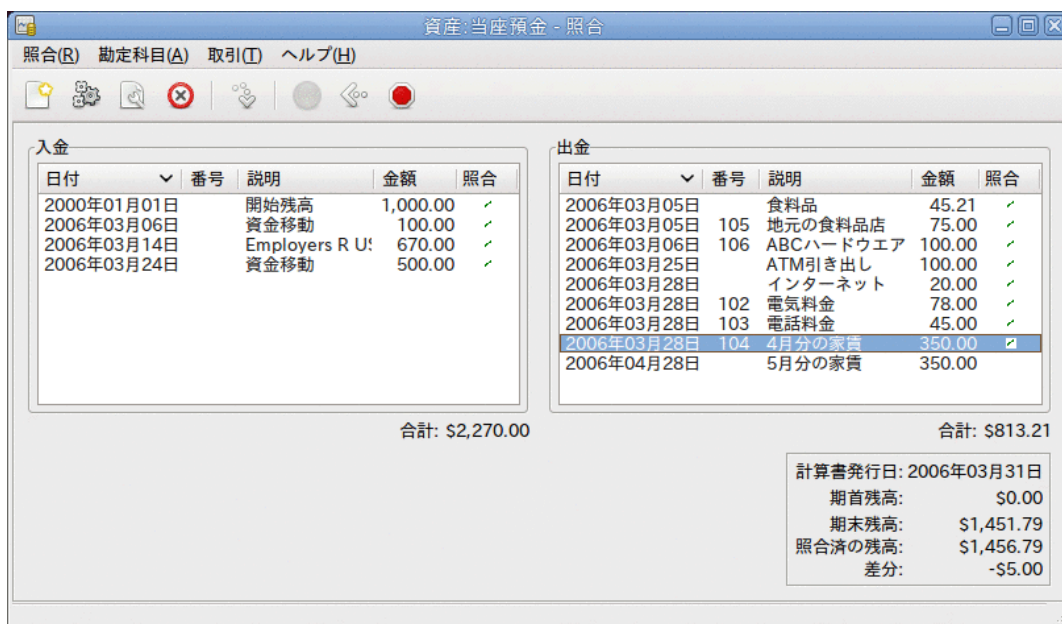 資産:当座預金 - 照合
照合(R) 勘定科目(A) 取引(T) ヘルプ(H)
入金
日付 番号 説明 金額 照合
2000年01月01日 開始残高 1,000.00
2006年03月06日 資金移動 100.00
2006年03月14日 Employers R US 670.00
2006年03月24日 資金移動 500.00
合計: $2,270.00
出金
日付 番号 説明 金額 照合
2006年03月05日 食料品 45.21
2006年03月05日 105 地元の食料品店 75.00
2006年03月06日 106 ABCハードウエア 100.00
2006年03月25日 ATM引き出し 100.00
2006年03月28日 インターネット 20.00
2006年03月28日 102 電気料金 78.00
2006年03月28日 103 電話料金 45.00
2006年03月28日 104 4月分の家賃 350.00
2006年04月28日 5月分の家賃 350.00
合計: $813.21
計算書発行日: 2006年03月31日
期首残高: $0.00
期末残高: $1,451.79
照合済の残高: $1,456.79
差分: -$5.00